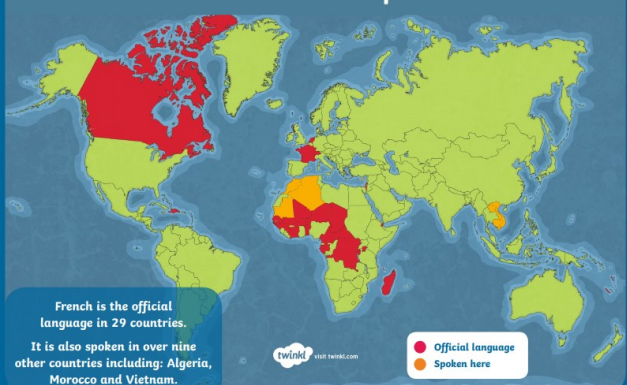 French is the official
language in 29 countries.
It is also spoken in over nine
other countries including: Algeria,
Morocco and Vietnam.
twinkl visit twinkl.com
Official language
Spoken here